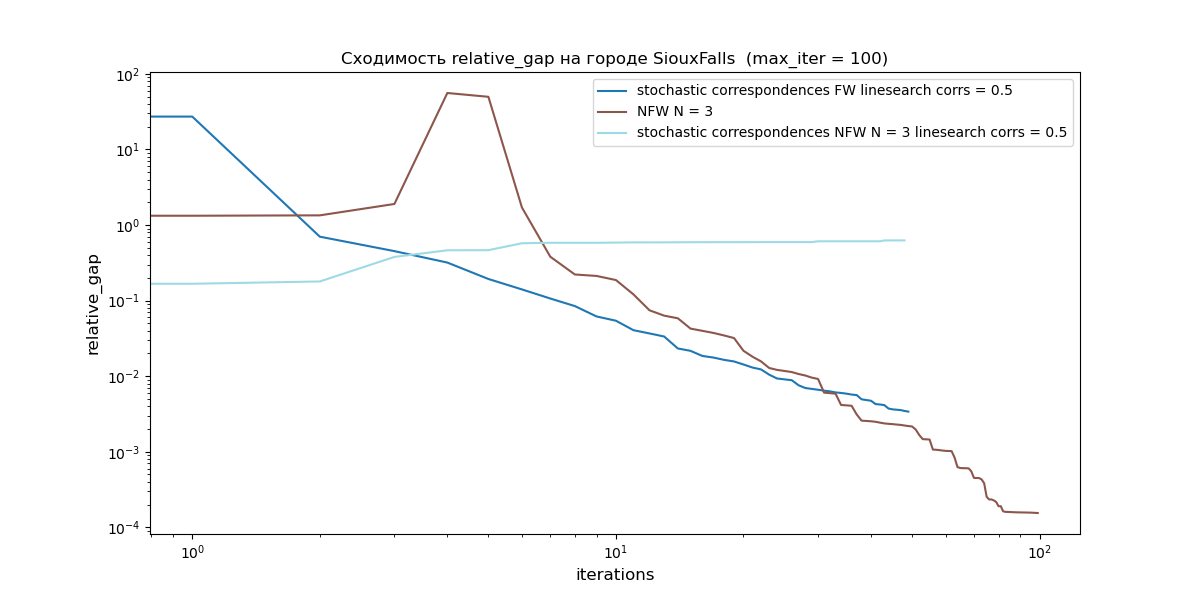 Сходимость relative_gap на городе SiouxFalls  (max_iter = 100)
stochastic correspondences FW linesearch corrs = 0.5
NFW N = 3
stochastic correspondences NFW N = 3 linesearch corrs = 0.5
relative_gap
10²
10¹
10⁰
10⁻¹
10⁻²
10⁻³
10⁻⁴
10⁰ 10¹ 10²
iterations